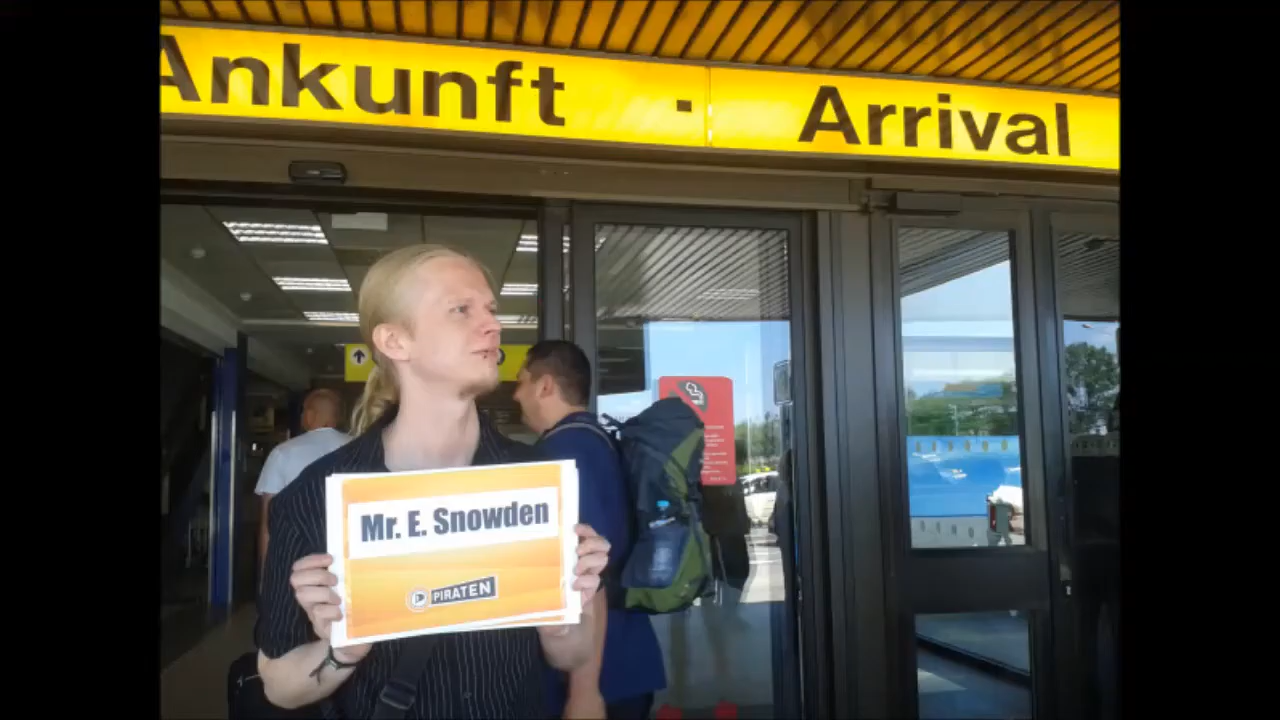 Ankunft · Arrival
Mr. E. Snowden
PIRATEN